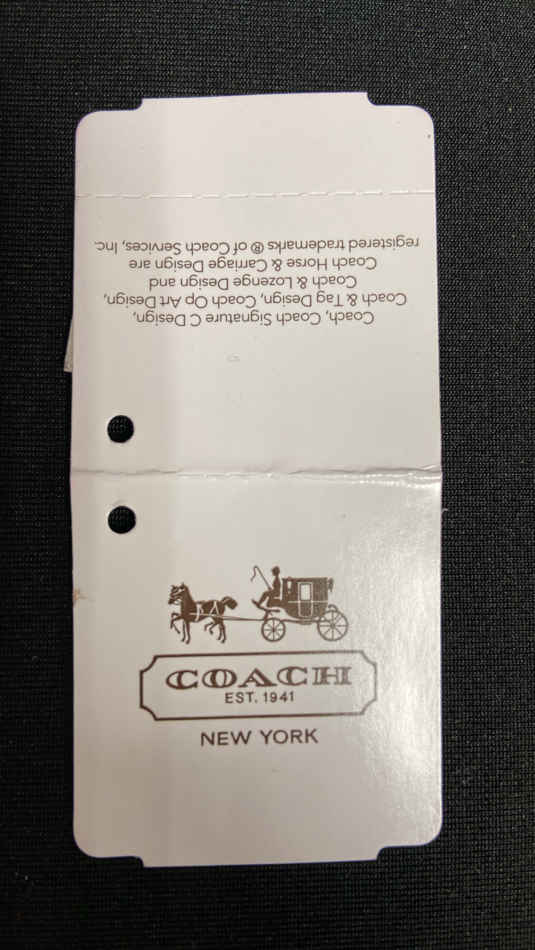 Coach, Coach Signature C Design,
Coach & Tag Design, Coach Op Art Design,
Coach & Lozenge Design and
Coach Horse & Carriage Design are
registered trademarks ® of Coach Services, Inc.
COACH
EST. 1941
NEW YORK